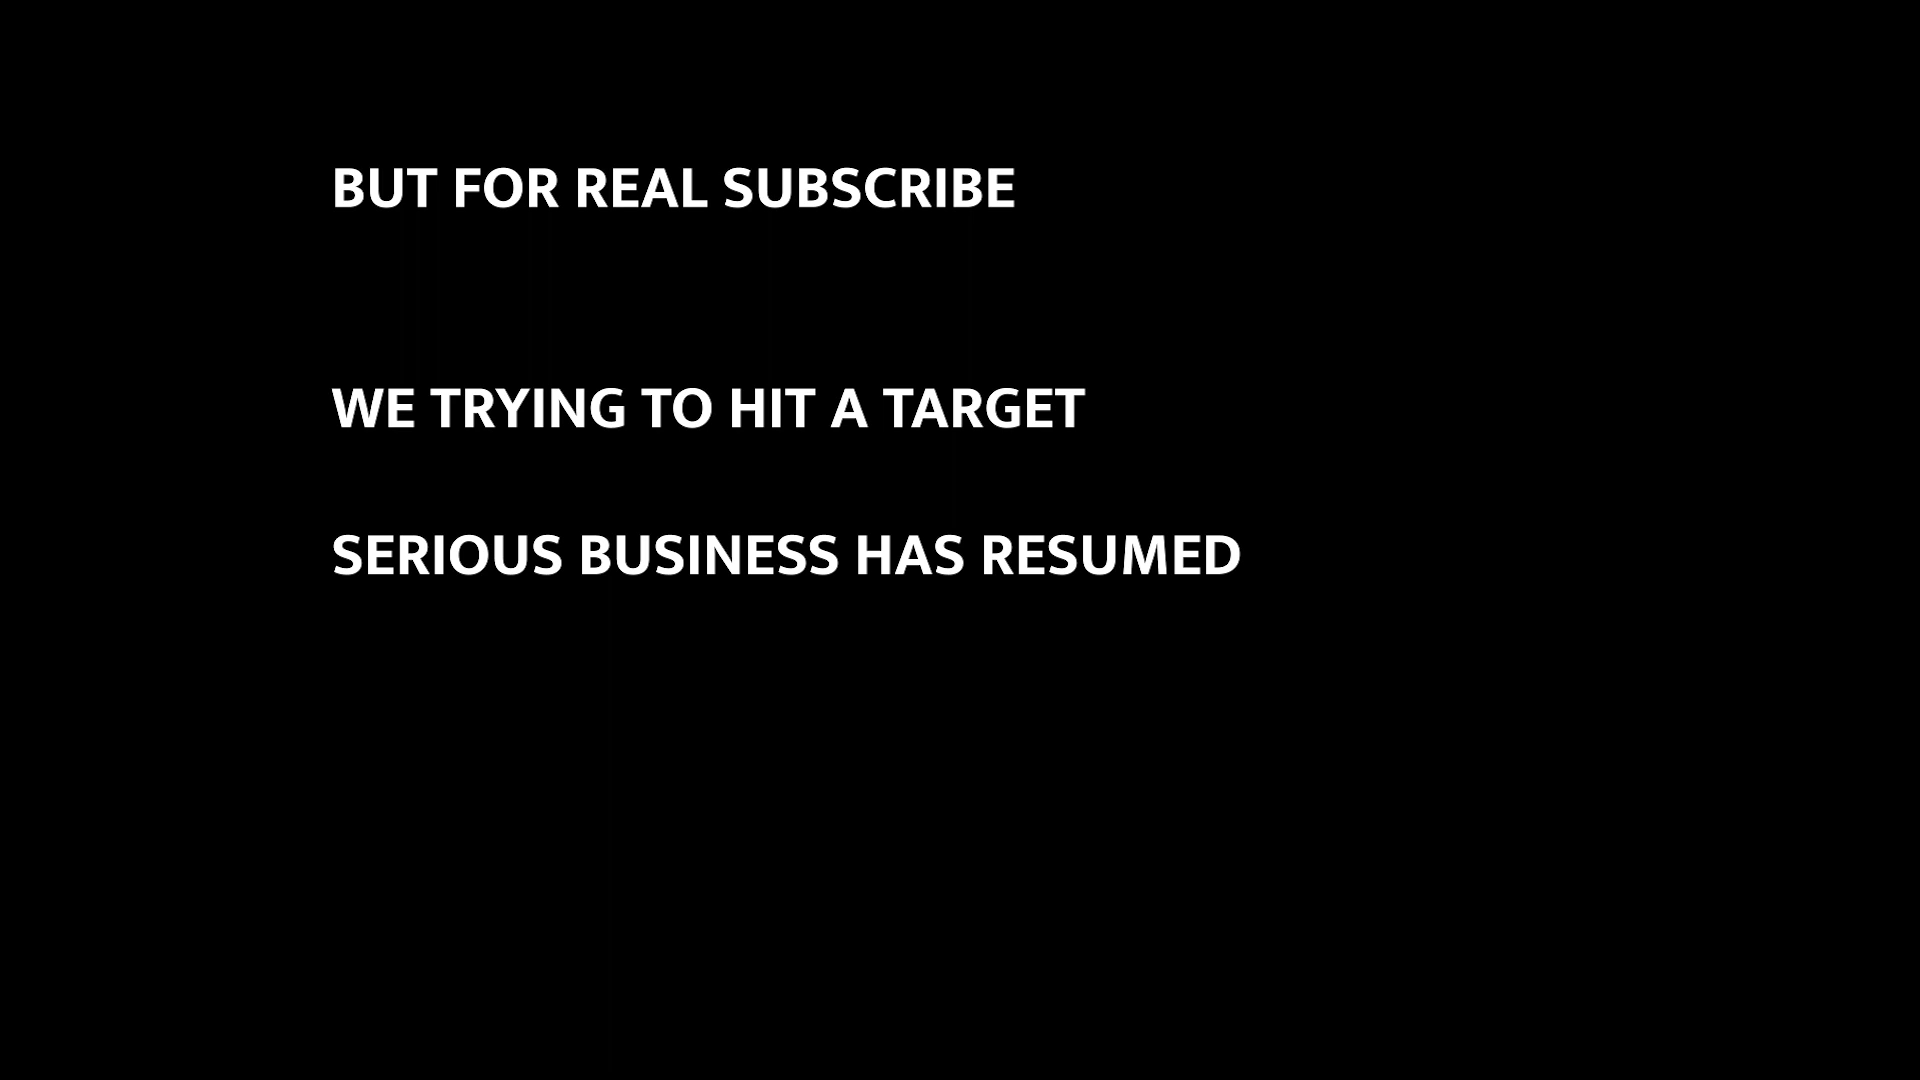 BUT FOR REAL SUBSCRIBE
WE TRYING TO HIT A TARGET
SERIOUS BUSINESS HAS RESUMED